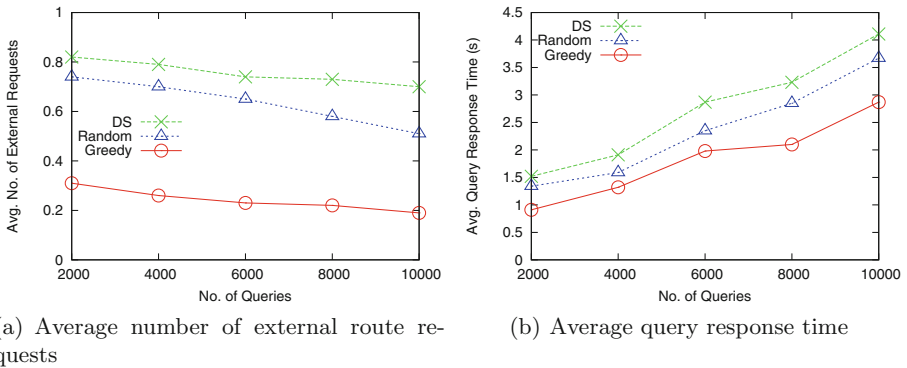 1
0.8
0.6
0.4
0.2
0
Avg. No. of External Requests
DS
Random
Greedy
2000 4000 6000 8000 10000
No. of Queries
(a) Average number of external route re-
quests
4.5
4
3.5
3
2.5
2
1.5
1
0.5
0
Avg. Query Response Time (s)
DS
Random
Greedy
2000 4000 6000 8000 10000
No. of Queries
(b) Average query response time